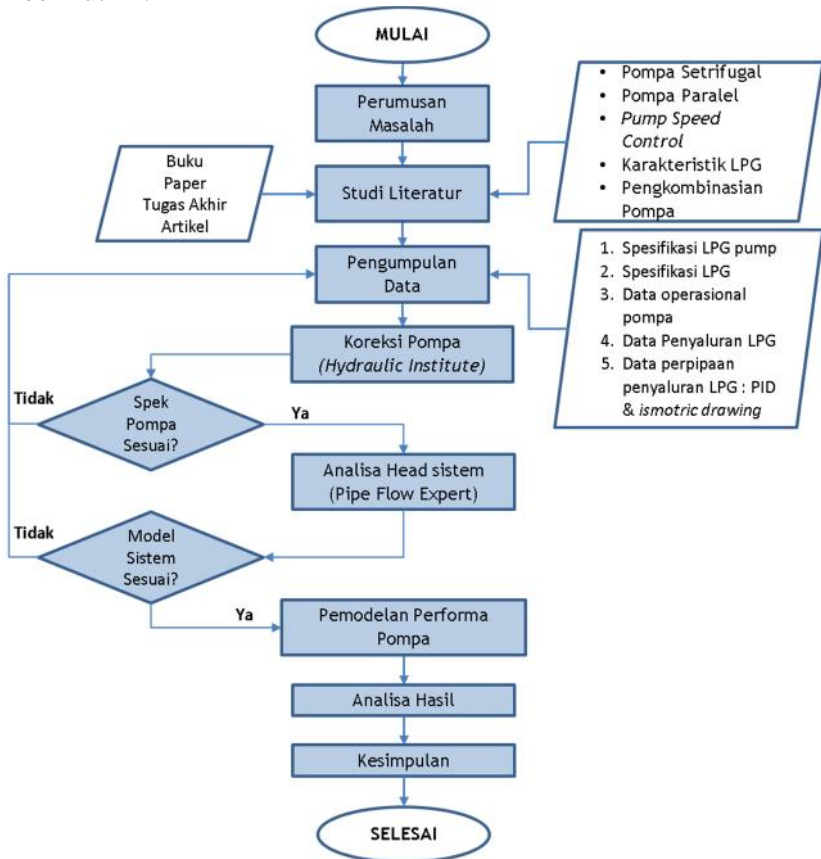 MULAI
Perumusan
Masalah
• Pompa Setrifugal
• Pompa Paralel
• Pump Speed
Control
• Karakteristik LPG
• Pengkombinasian
Pompa
Buku
Paper
Tugas Akhir
Artikel
Studi Literatur
Pengumpulan
Data
1. Spesifikasi LPG pump
2. Spesifikasi LPG
3. Data operasional
pompa
4. Data Penyaluran LPG
5. Data perpipaan
penyaluran LPG : PID
& ismotric drawing
Koreksi Pompa
(Hydraulic Institute)
Tidak
Spek
Pompa
Sesuai?
Ya
Analisa Head sistem
(Pipe Flow Expert)
Tidak
Model
Sistem
Sesuai?
Ya
Pemodelan Performa
Pompa
Analisa Hasil
Kesimpulan
SELESAI